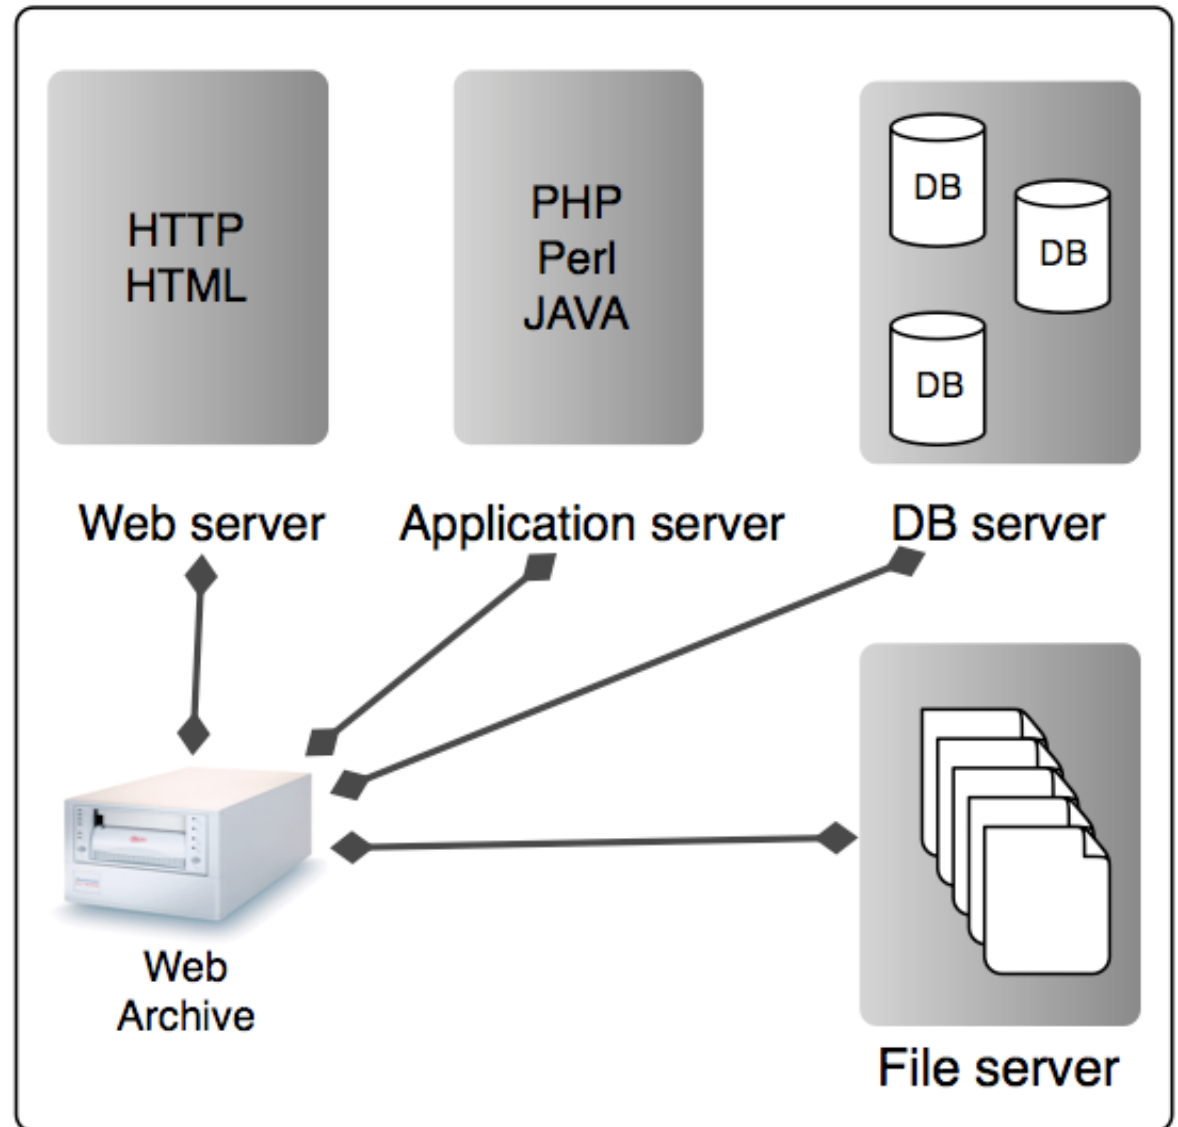 HTTP
HTML
PHP
Perl
JAVA
DB
DB
DB
Web server
Application server
DB server
Web
Archive
File server